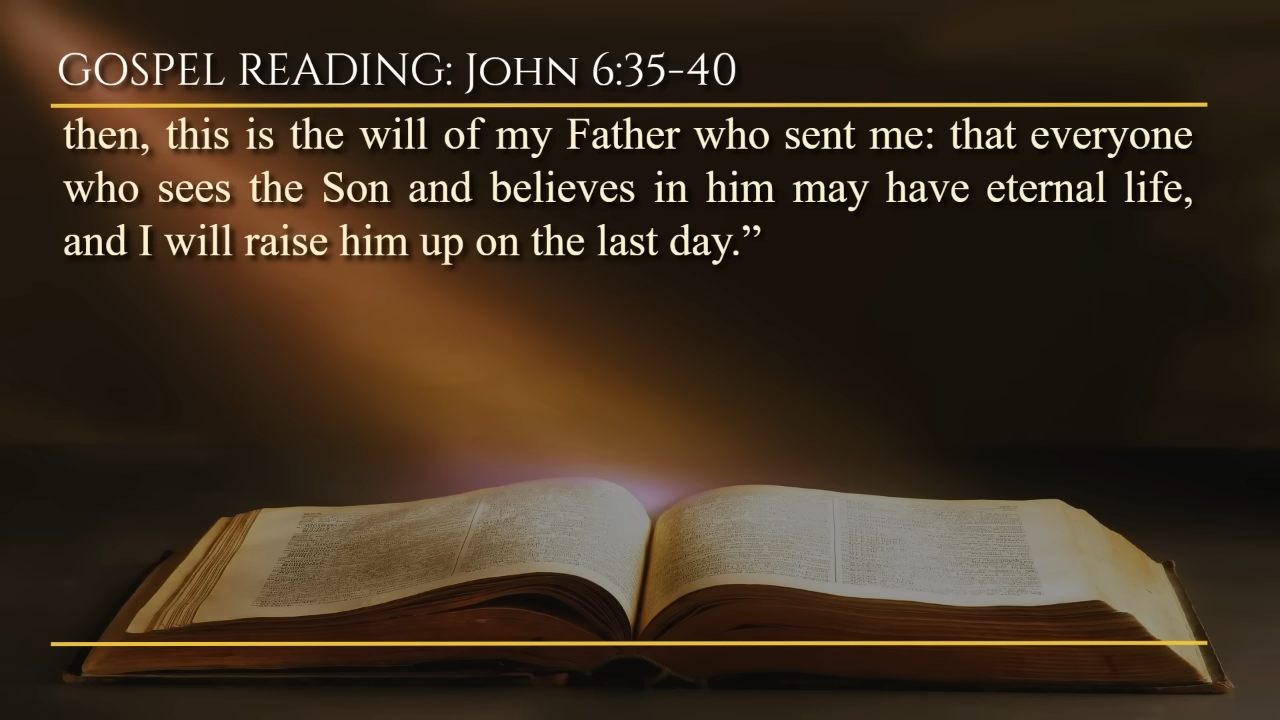 GOSPEL READING: JOHN 6:35-40
then, this is the will of my Father who sent me: that everyone
who sees the Son and believes in him may have eternal life,
and I will raise him up on the last day.”